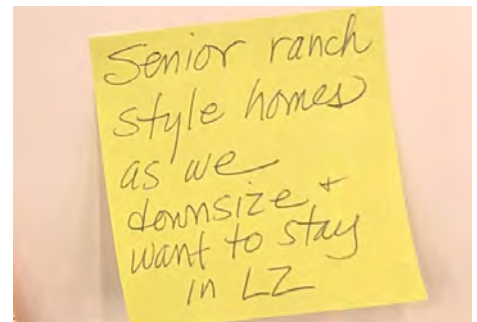 Senior ranch
style homes
as we
downsize +
want to stay
in LZ